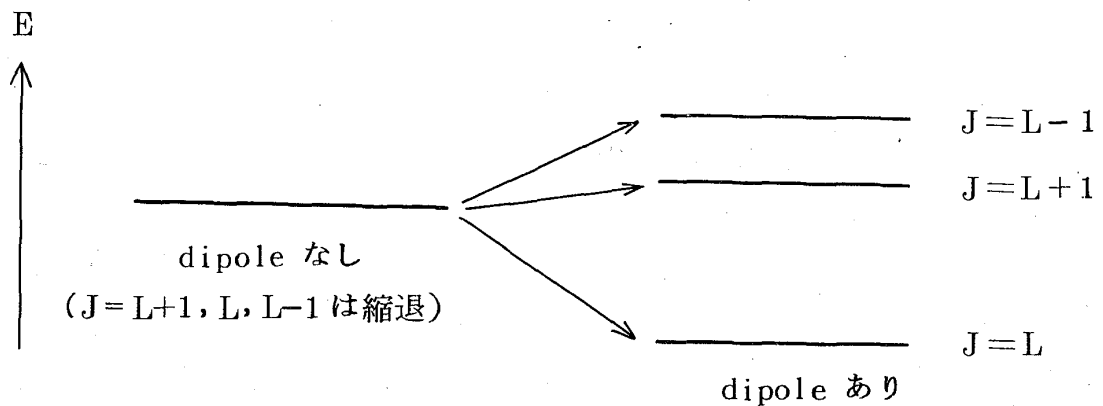 E
J=L-1
J=L+1
dipole なし
(J=L+1, L, L-1は縮退)
J=L
dipole あり